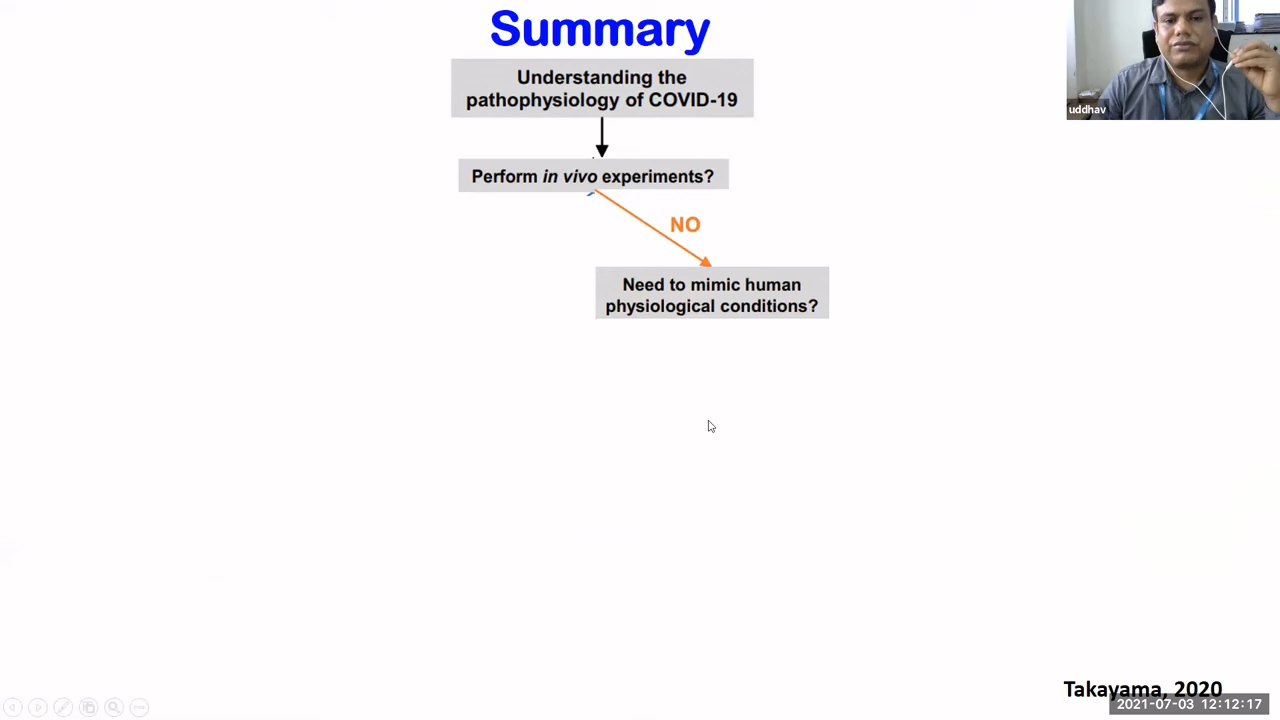 Summary
Understanding the
pathophysiology of COVID-19
Perform in vivo experiments?
NO
Need to mimic human
physiological conditions?
uddhav
Takayama, 2020
2021-07-03 12:12:17